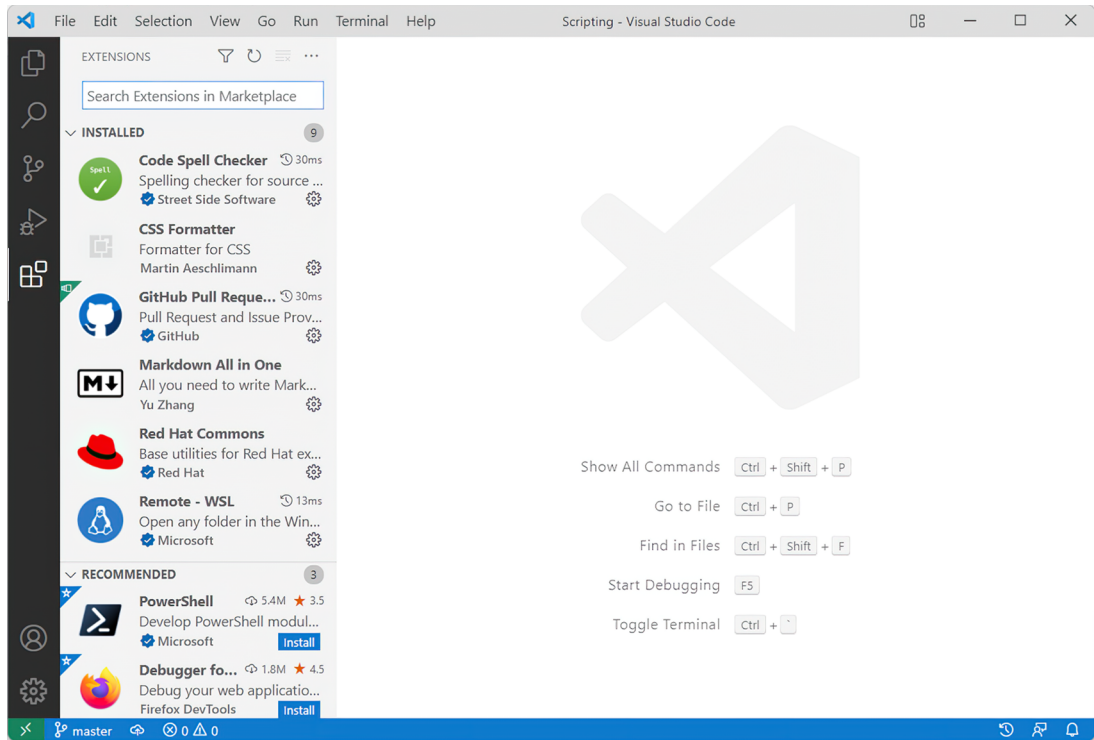 File Edit Selection View Go Run Terminal Help
Scripting - Visual Studio Code
EXTENSIONS
Search Extensions in Marketplace
INSTALLED 9
Spell
Code Spell Checker 30ms
Spelling checker for source ...
Street Side Software
CSS Formatter
Formatter for CSS
Martin Aeschlimann
GitHub Pull Reque... 30ms
Pull Request and Issue Prov...
GitHub
M
Markdown All in One
All you need to write Mark...
Yu Zhang
Red Hat Commons
Base utilities for Red Hat ex...
Red Hat
Remote - WSL 13ms
Open any folder in the Win...
Microsoft
RECOMMENDED 3
PowerShell 5.4M ★ 3.5
Develop PowerShell modul...
Microsoft Install
Debugger fo... 1.8M ★ 4.5
Debug your web applicatio...
Firefox DevTools Install
Show All Commands Ctrl + Shift + P
Go to File Ctrl + P
Find in Files Ctrl + Shift + F
Start Debugging F5
Toggle Terminal Ctrl + `
master 0 0